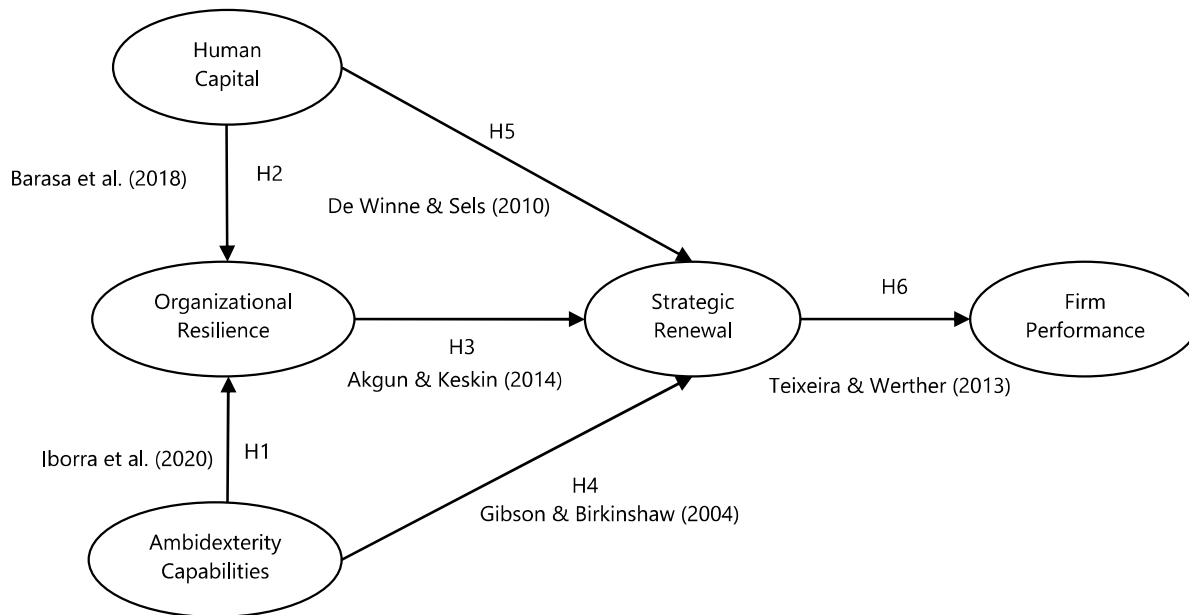 Human
Capital
H5
Barasa et al. (2018)
H2
De Winne & Sels (2010)
Organizational
Resilience
Strategic
Renewal
H6
Firm
Performance
H3
Akgun & Keskin (2014)
Teixeira & Werther (2013)
Iborra et al. (2020)
H1
H4
Gibson & Birkinshaw (2004)
Ambidexterity
Capabilities